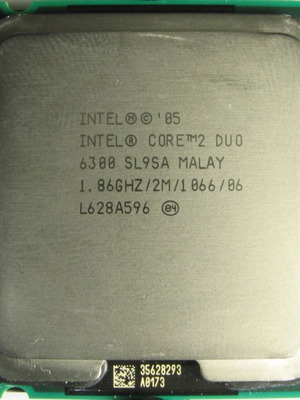 INTEL Ⓜ © '05
INTEL® CORE™2 DUO
6300 SL9SA MALAY
1.86GHZ/2M/1066/06
L628A596 e4
35628293
A0173